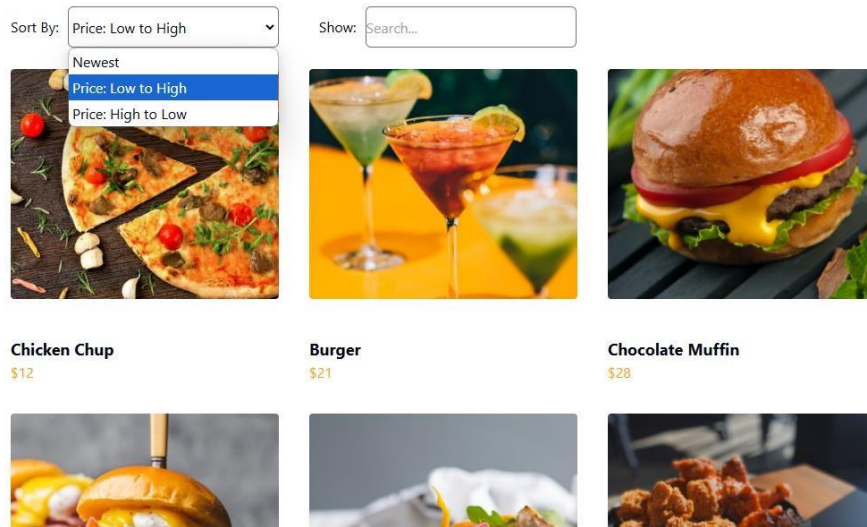 Sort By: Price: Low to High Show: Search...
Newest
Price: Low to High
Price: High to Low
Chicken Chup Burger Chocolate Muffin
$12 $21 $28